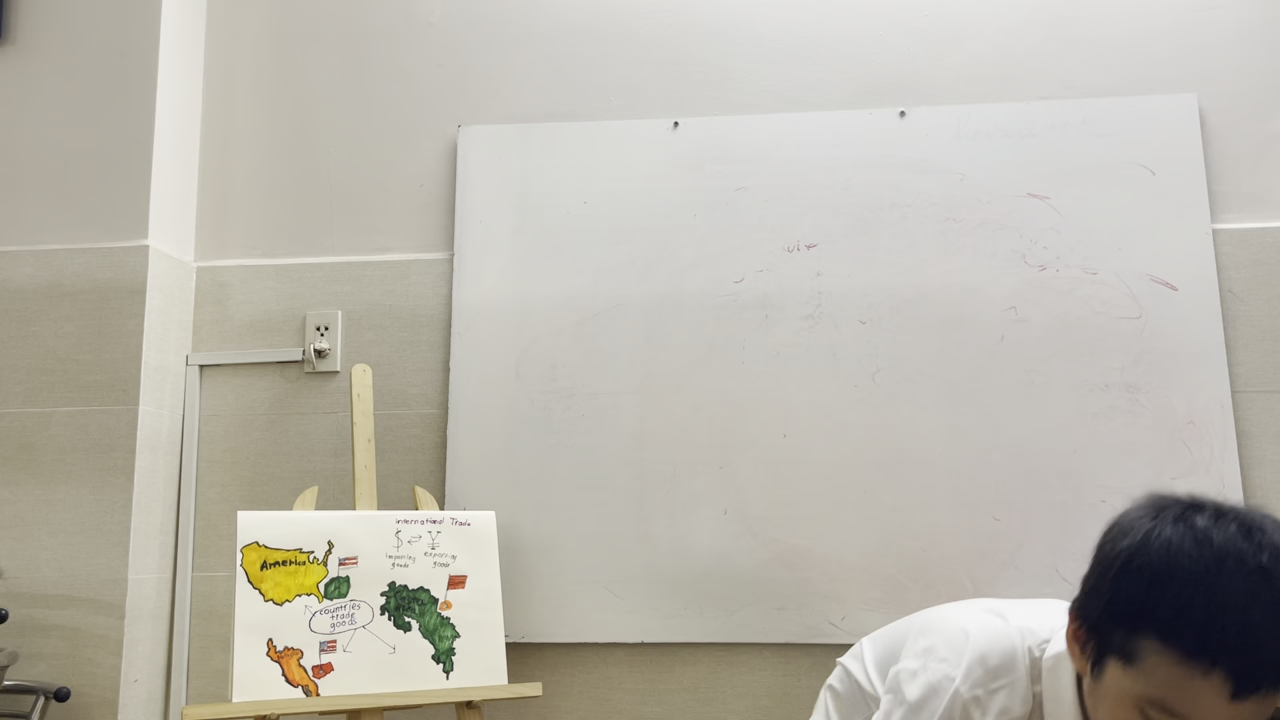 international Trade
$ ¥
importing exporting
goods goods
America
countries
trade
goods